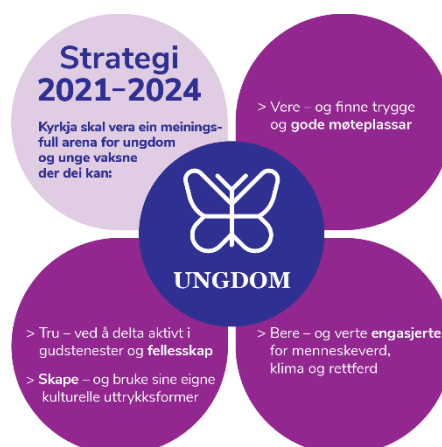 Strategi
2021–2024
Kyrkja skal vera ein meinings-
full arena for ungdom
og unge vaksne
der dei kan:
> Vere – og finne trygge
og gode møteplassar
UNGDOM
> Tru – ved å delta aktivt i
gudstenester og fellesskap
> Skape – og bruke sine eigne
kulturelle uttrykksformer
> Bere – og verte engasjerte
for menneskeverd,
klima og rettferd